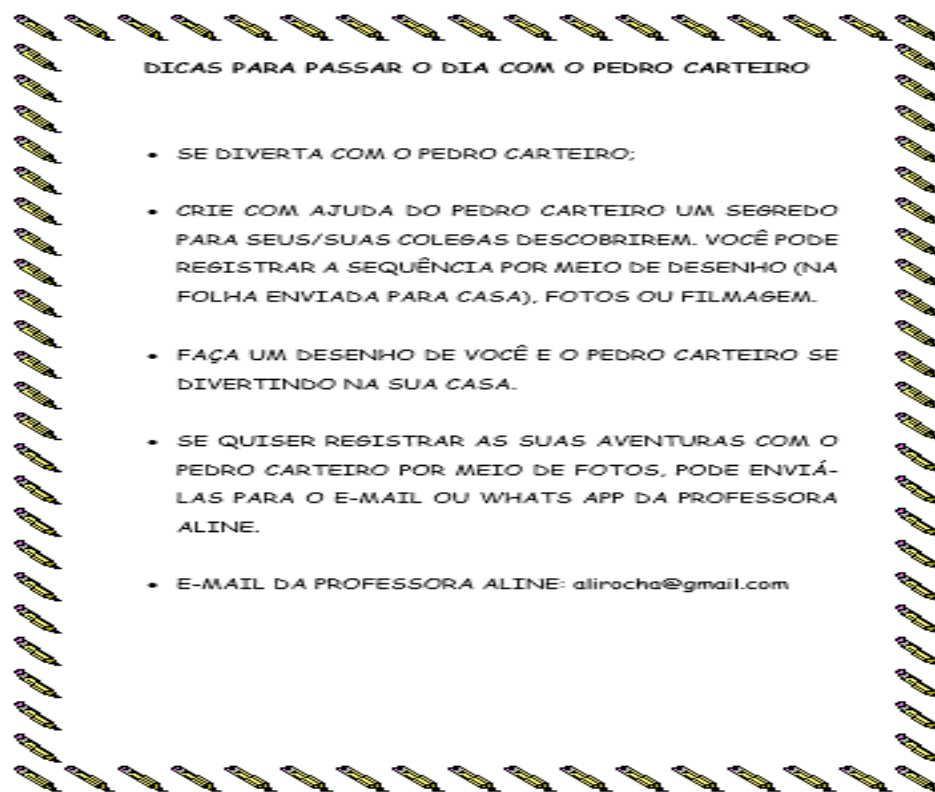 DICAS PARA PASSAR O DIA COM O PEDRO CARTEIRO
• SE DIVERTA COM O PEDRO CARTEIRO;
• CRIE COM AJUDA DO PEDRO CARTEIRO UM SEGREDO
PARA SEUS/SUAS COLEGAS DESCOBRIREM. VOCÊ PODE
REGISTRAR A SEQUÊNCIA POR MEIO DE DESENHO (NA
FOLHA ENVIADA PARA CASA), FOTOS OU FILMAGEM.
• FAÇA UM DESENHO DE VOCÊ E O PEDRO CARTEIRO SE
DIVERTINDO NA SUA CASA.
• SE QUISER REGISTRAR AS SUAS AVENTURAS COM O
PEDRO CARTEIRO POR MEIO DE FOTOS, PODE ENVIÁ-
LAS PARA O E-MAIL OU WHATS APP DA PROFESSORA
ALINE.
• E-MAIL DA PROFESSORA ALINE: alirocha@gmail.com